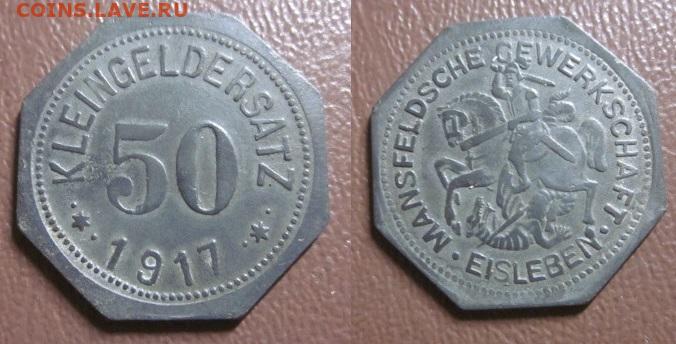 COINS.LAVE.RU
KLEINGELDERSATZ
50
1917
MANSFELDSCHE GEWERKSCHAFT
EISLEBEN